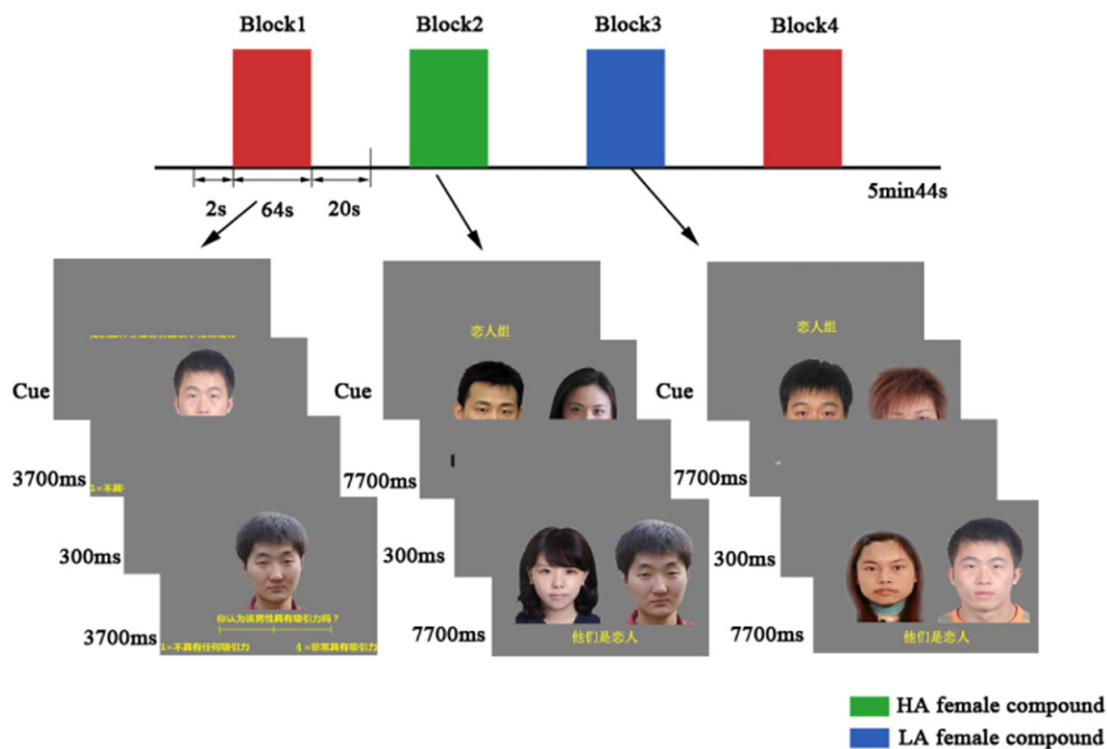 Block1 Block2 Block3 Block4
2s 64s 20s 5min44s
恋人组 恋人组
Cue Cue Cue
3700ms 7700ms 7700ms
1=不具
300ms 300ms 300ms
你认为该男性具有吸引力吗？
1=不具有任何吸引力 4=非常具有吸引力
他们是恋人 他们是恋人
3700ms 7700ms 7700ms
HA female compound
LA female compound